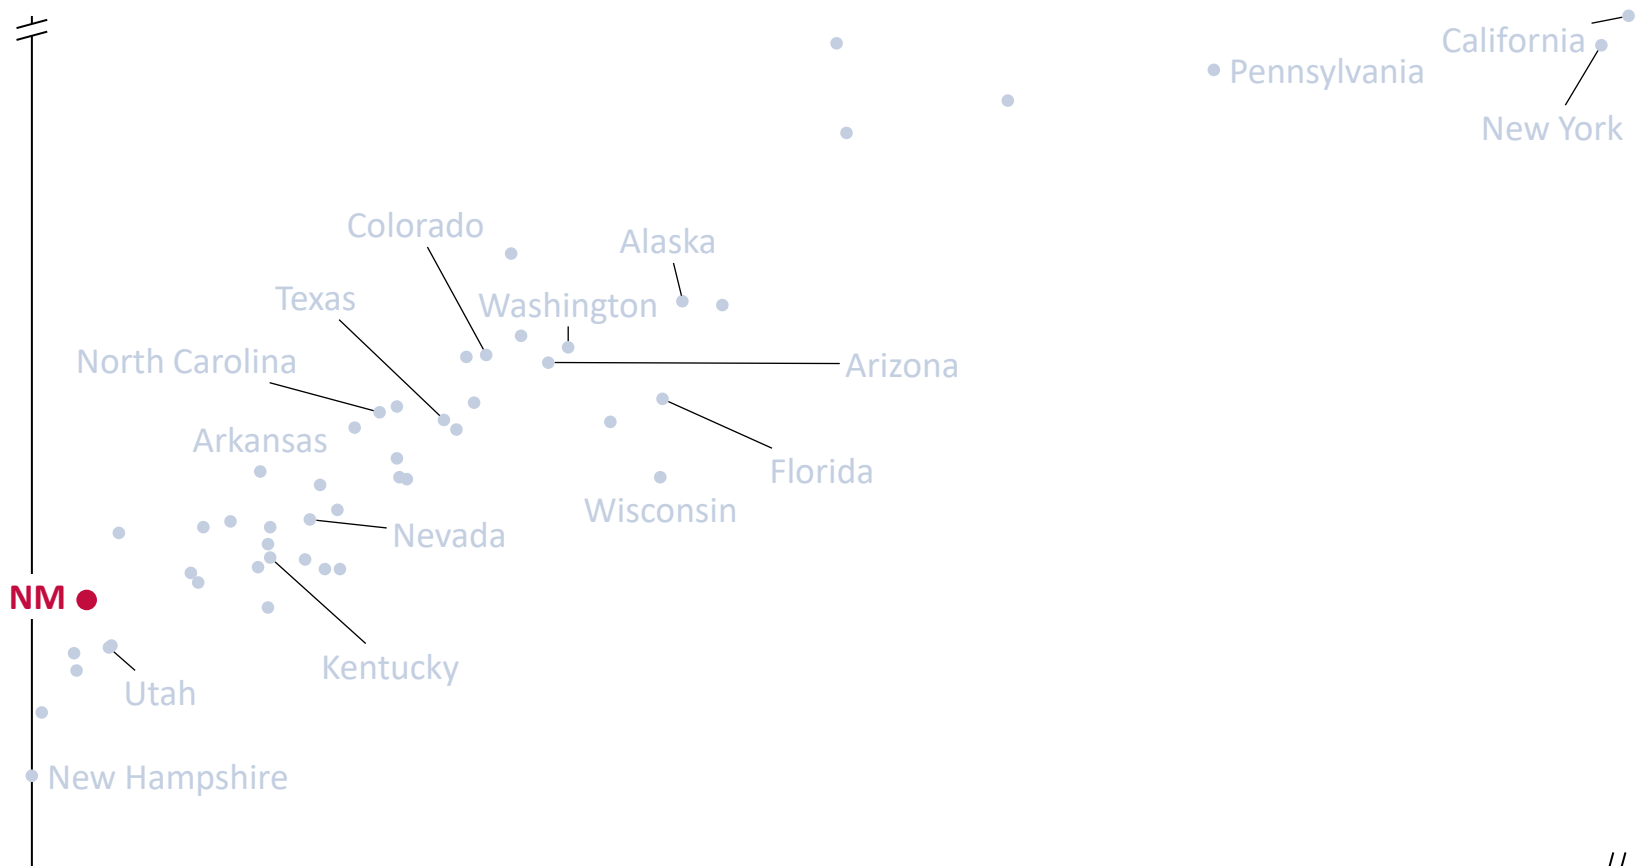 California
Pennsylvania
New York
Colorado
Alaska
Texas
Washington
North Carolina
Arizona
Arkansas
Florida
Wisconsin
Nevada
NM
Kentucky
Utah
New Hampshire